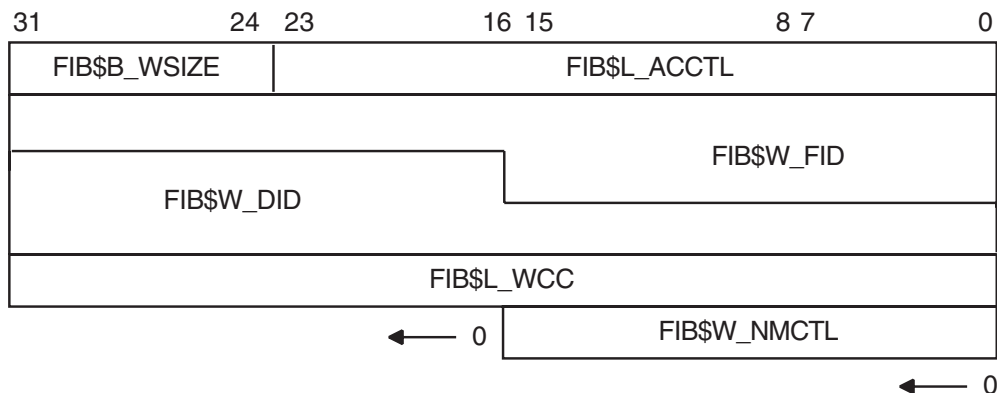 31 24 23 16 15 8 7 0
FIB$B_WSIZE FIB$L_ACCTL
FIB$W_FID
FIB$W_DID
FIB$L_WCC
0 FIB$W_NMCTL
0